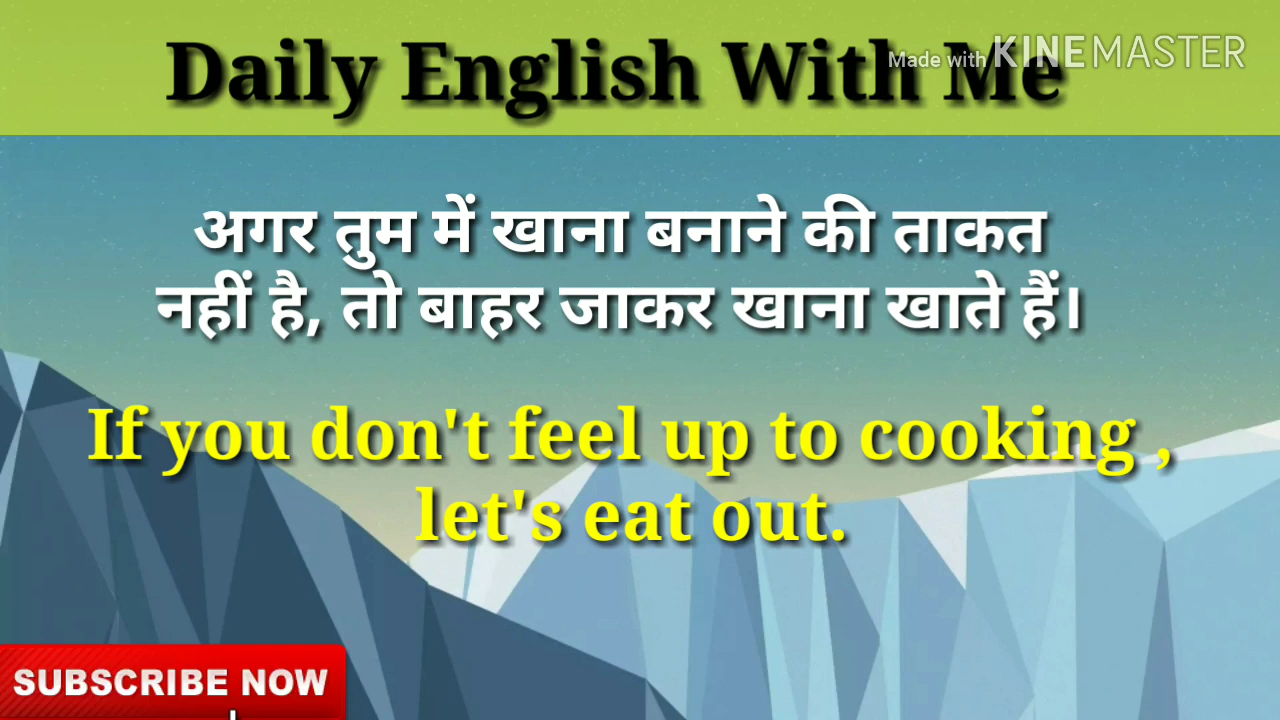 Daily English With Me
Made with KINEMASTER
अगर तुम में खाना बनाने की ताकत
नहीं है, तो बाहर जाकर खाना खाते हैं।
If you don't feel up to cooking ,
let's eat out.
SUBSCRIBE NOW